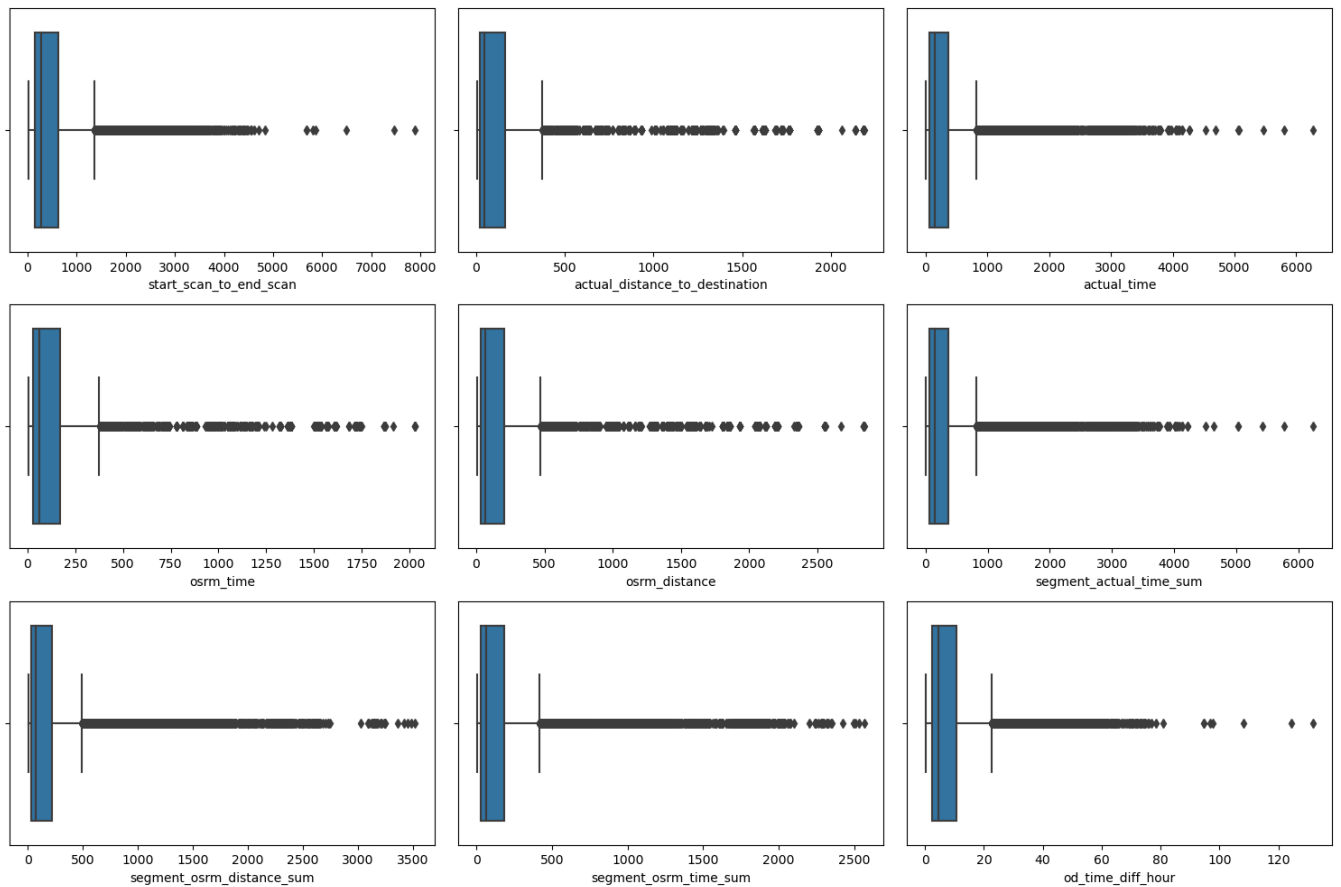 0 1000 2000 3000 4000 5000 6000 7000 8000
start_scan_to_end_scan
0 500 1000 1500 2000
actual_distance_to_destination
0 1000 2000 3000 4000 5000 6000
actual_time
0 250 500 750 1000 1250 1500 1750 2000
osrm_time
0 500 1000 1500 2000 2500
osrm_distance
0 1000 2000 3000 4000 5000 6000
segment_actual_time_sum
0 500 1000 1500 2000 2500 3000 3500
segment_osrm_distance_sum
0 500 1000 1500 2000 2500
segment_osrm_time_sum
0 20 40 60 80 100 120
od_time_diff_hour